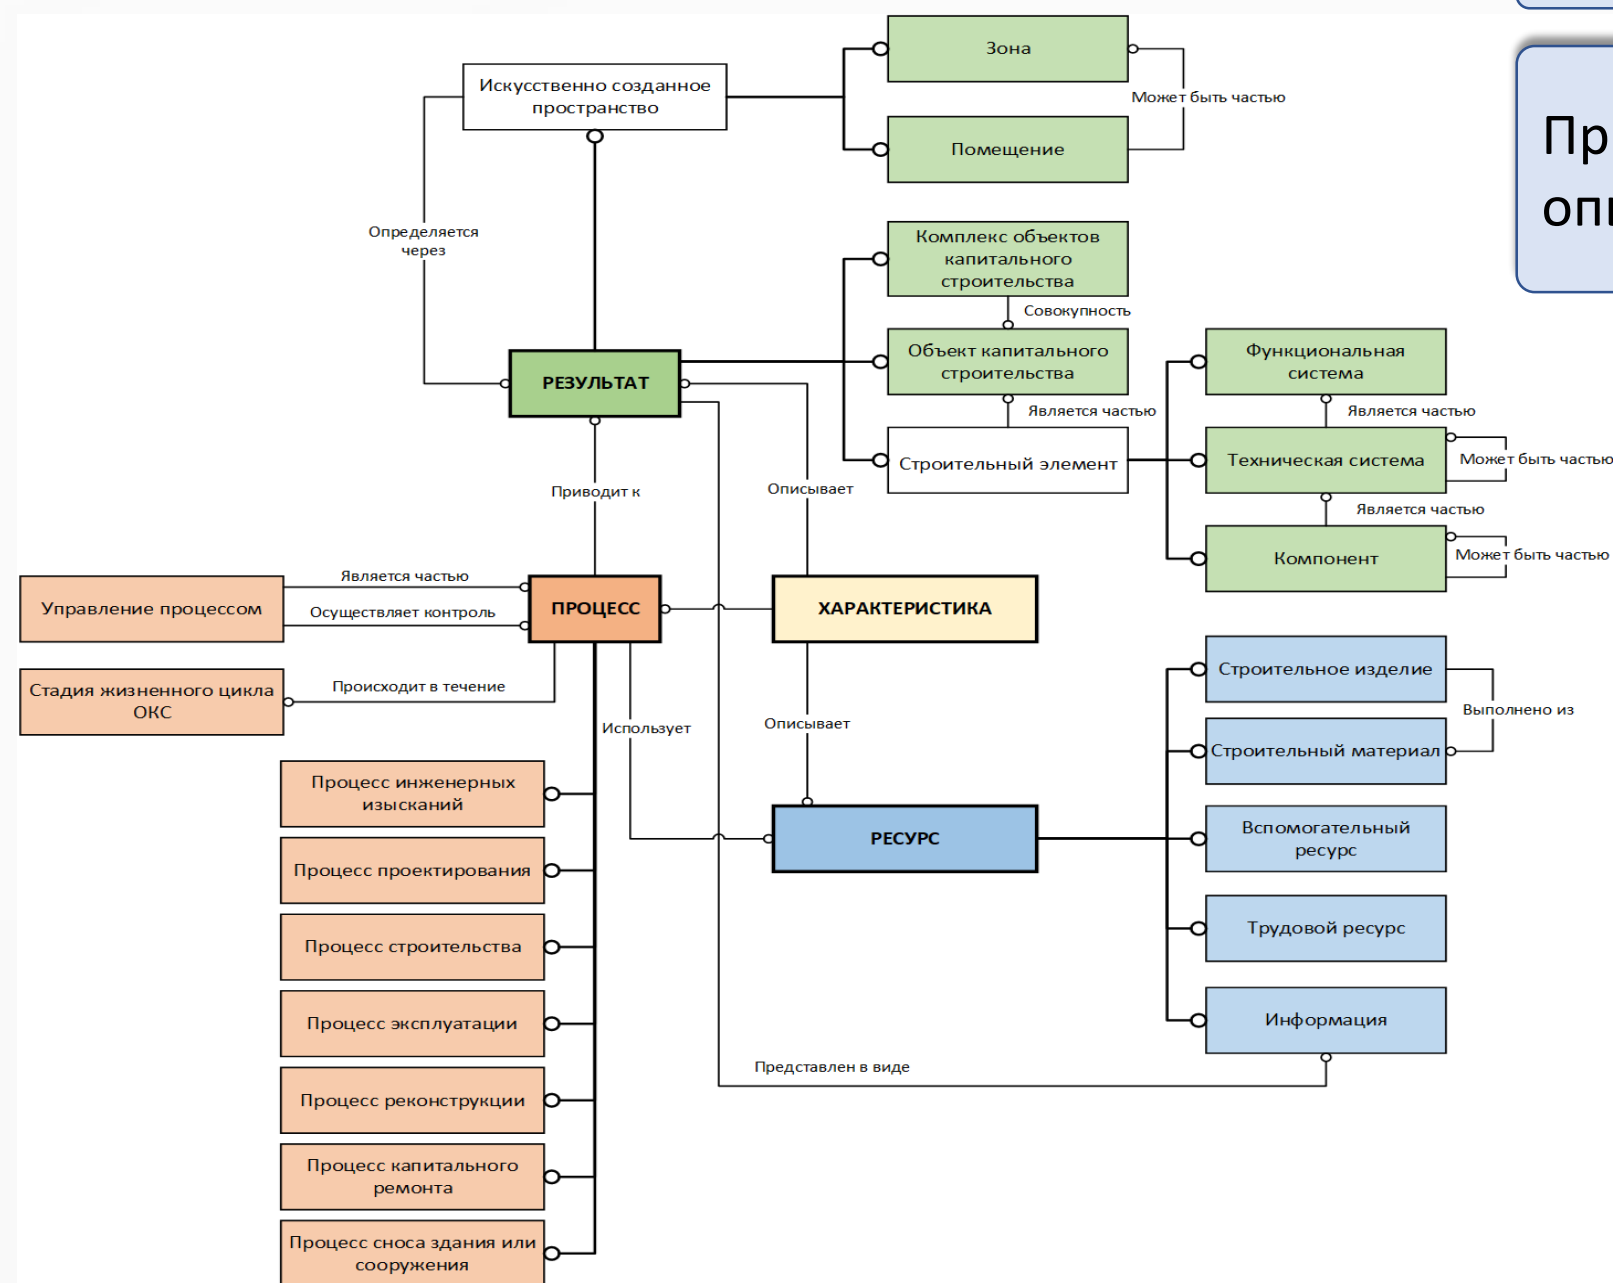 Зона
Искусственно созданное
пространство
Может быть частью
Помещение
Пр
Определяется
через
Комплекс объектов
капитального
строительства
Совокупность
Объект капитального
строительства
Функциональная
система
РЕЗУЛЬТАТ
Является частью
Является частью
Строительный элемент
Техническая система
Может быть частью
Приводит к
Описывает
Является частью
Компонент
Может быть частью
Является частью
Управление процессом
Осуществляет контроль
ПРОЦЕСС
ХАРАКТЕРИСТИКА
Стадия жизненного цикла
ОКС
Происходит в течение
Использует
Описывает
Строительное изделие
Выполнено из
Строительный материал
Процесс инженерных
изысканий
РЕСУРС
Вспомогательный
ресурс
Процесс проектирования
Трудовой ресурс
Процесс строительства
Информация
Процесс эксплуатации
Представлен в виде
Процесс реконструкции
Процесс капитального
ремонта
Процесс сноса здания или
сооружения